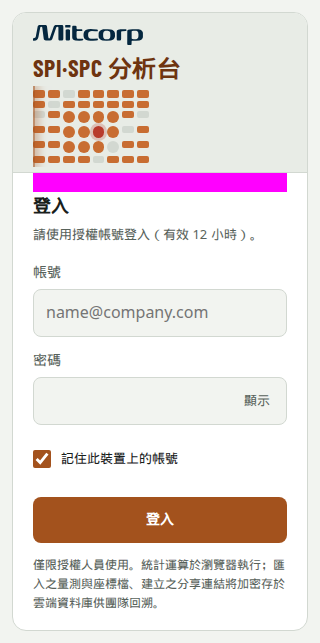 Mitcorp
SPI·SPC 分析台
登入
請使用授權帳號登入（有效 12 小時）。
帳號
name@company.com
密碼
顯示
記住此裝置上的帳號
登入
僅限授權人員使用。統計運算於瀏覽器執行；匯
入之量測與座標檔、建立之分享連結將加密存於
雲端資料庫供團隊回溯。